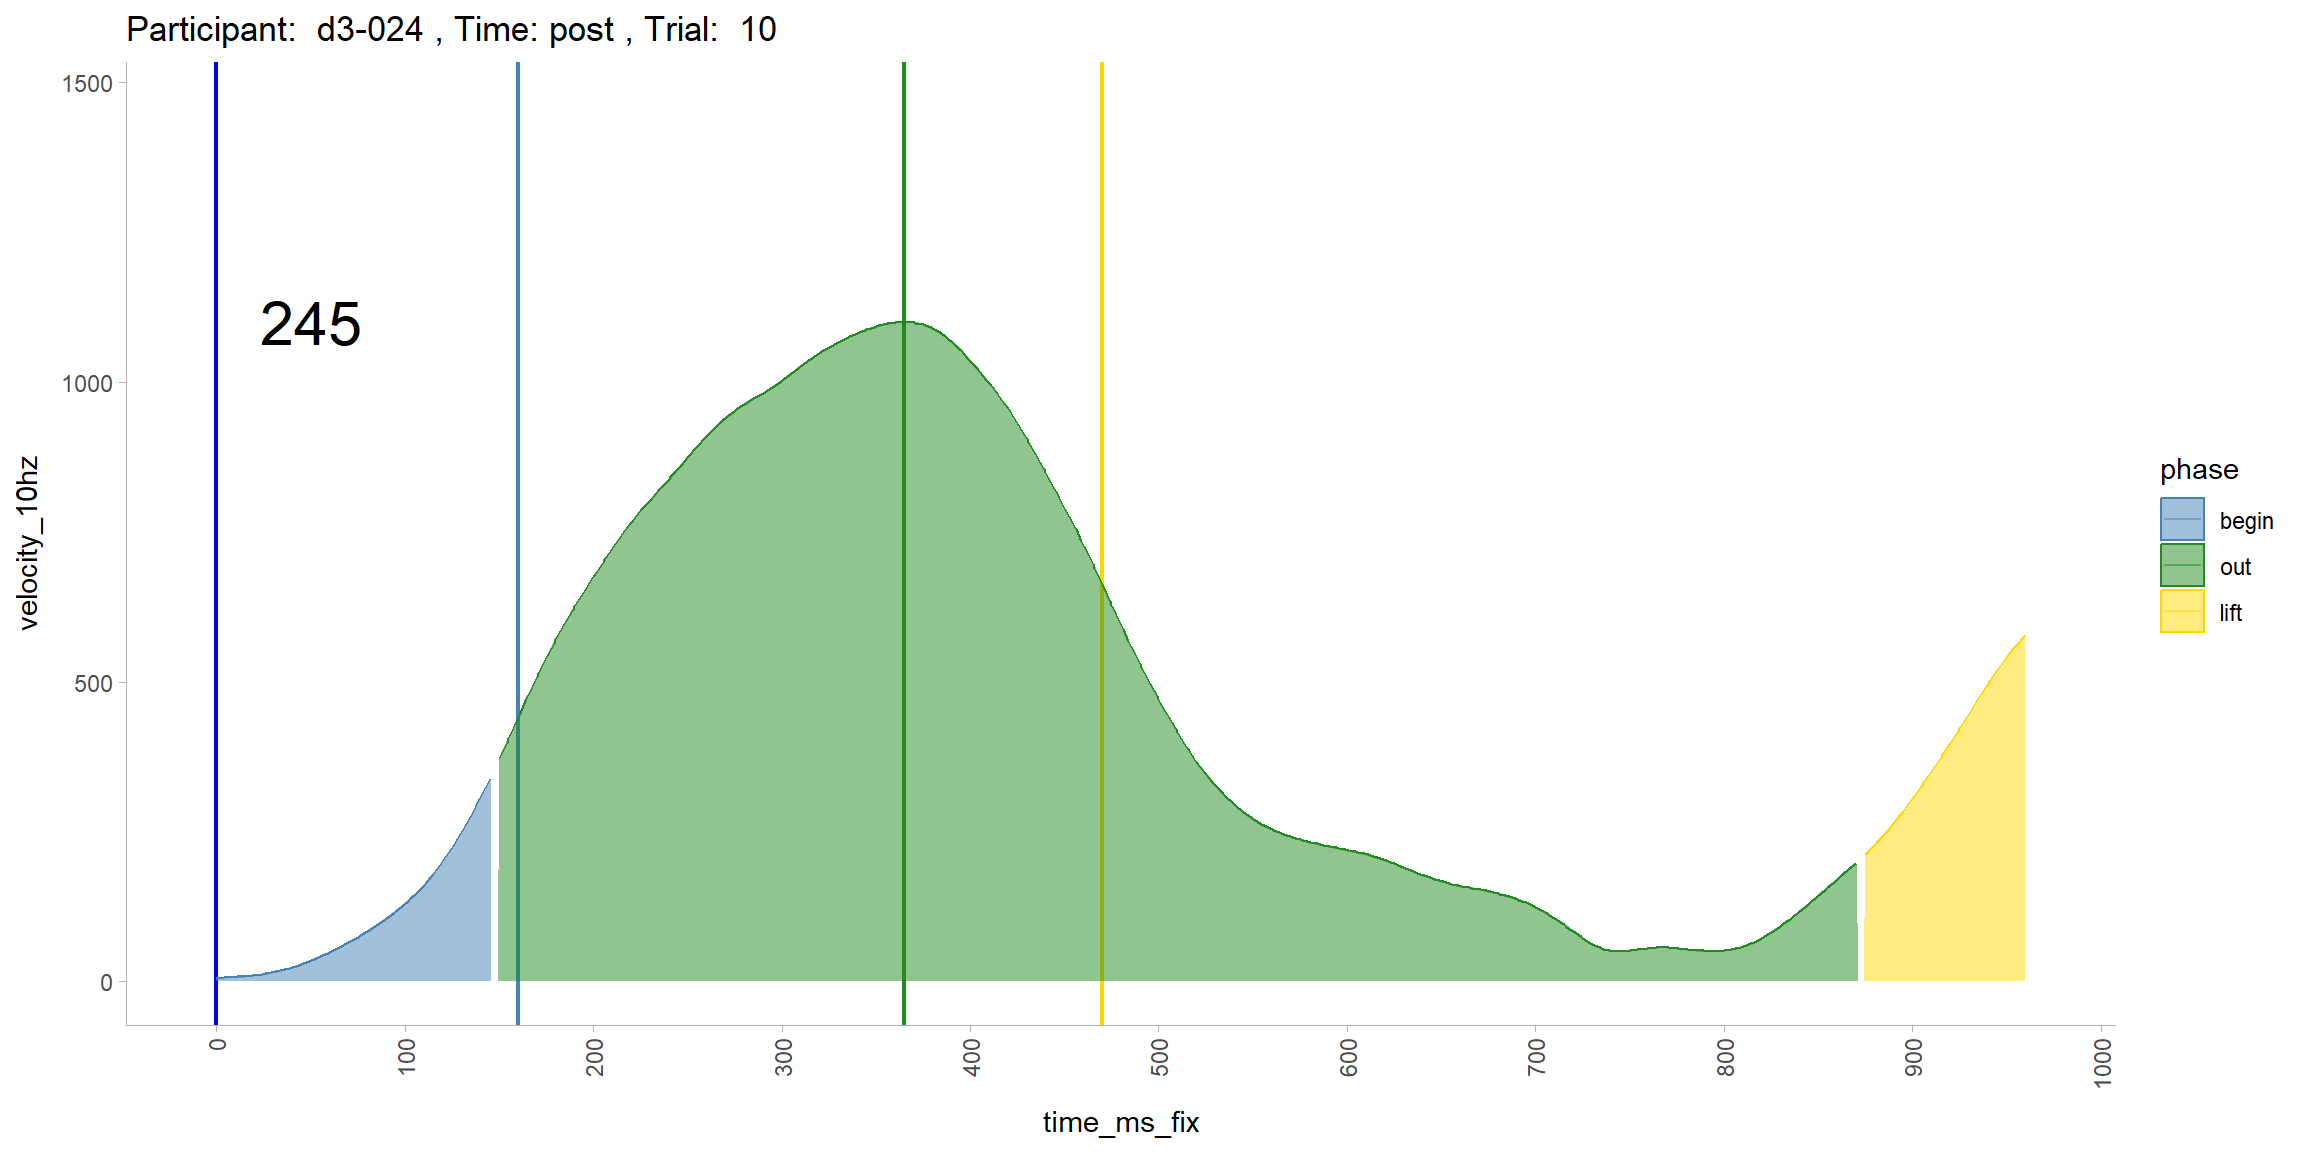 Participant:  d3-024 , Time: post , Trial:  10
1500
1000
500
0
velocity_10hz
245
0
100
200
300
400
500
600
700
800
900
1000
time_ms_fix
phase
begin
out
lift